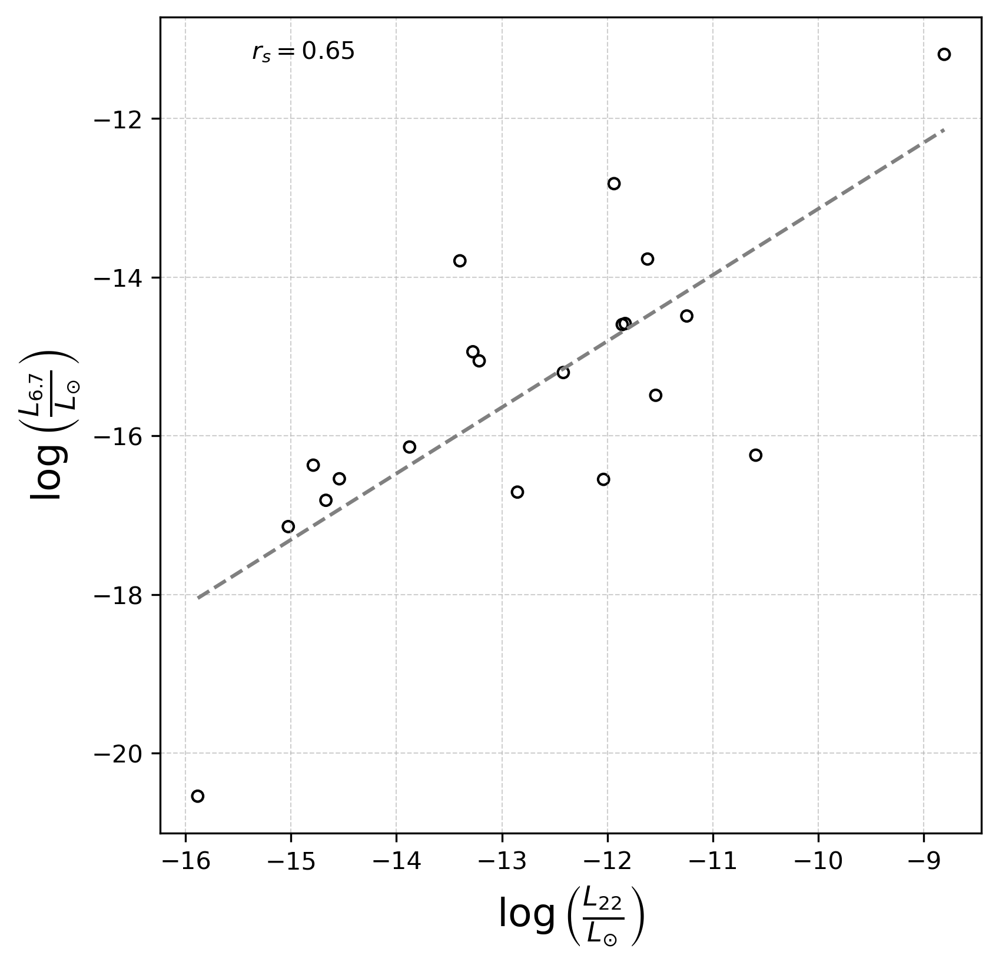 r_s = 0.65
−12
−14
−16
−18
−20
log (L_6.7 / L_⊙)
−16 −15 −14 −13 −12 −11 −10 −9
log (L_22 / L_⊙)